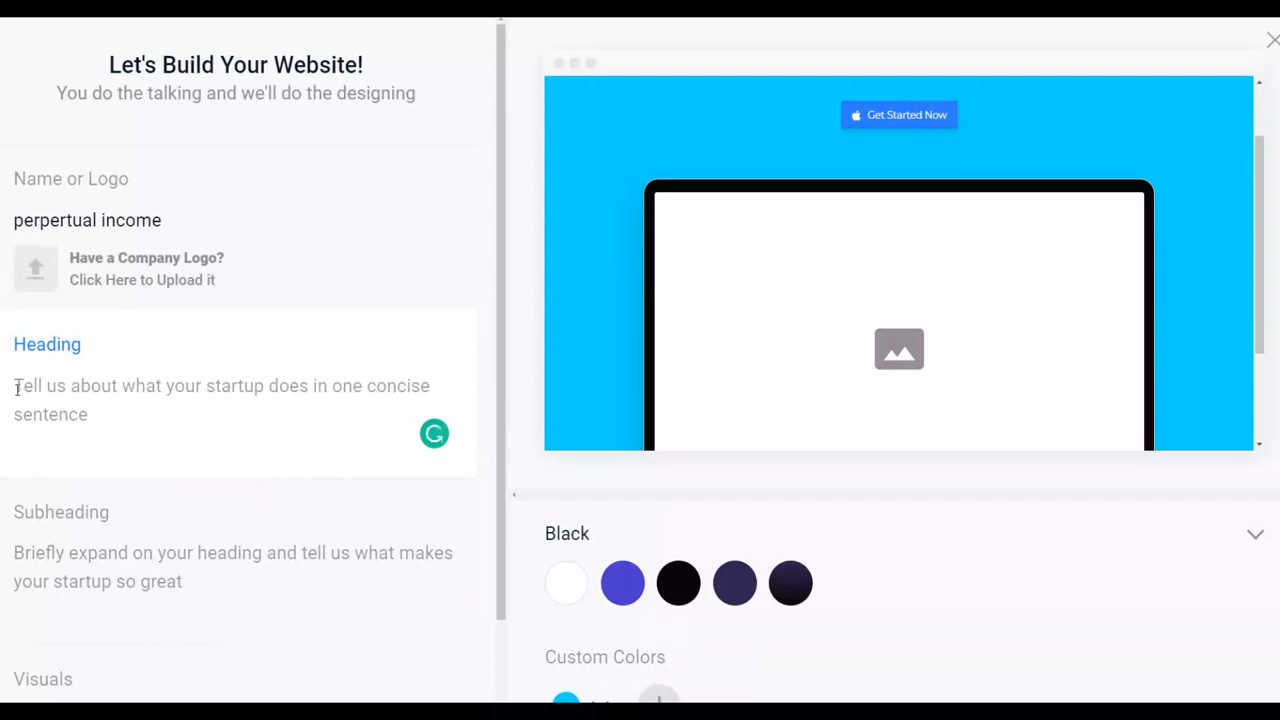 Let's Build Your Website!
You do the talking and we'll do the designing
Name or Logo
perpertual income
Have a Company Logo?
Click Here to Upload it
Heading
Tell us about what your startup does in one concise
sentence
Subheading
Briefly expand on your heading and tell us what makes
your startup so great
Visuals
Get Started Now
Black
Custom Colors